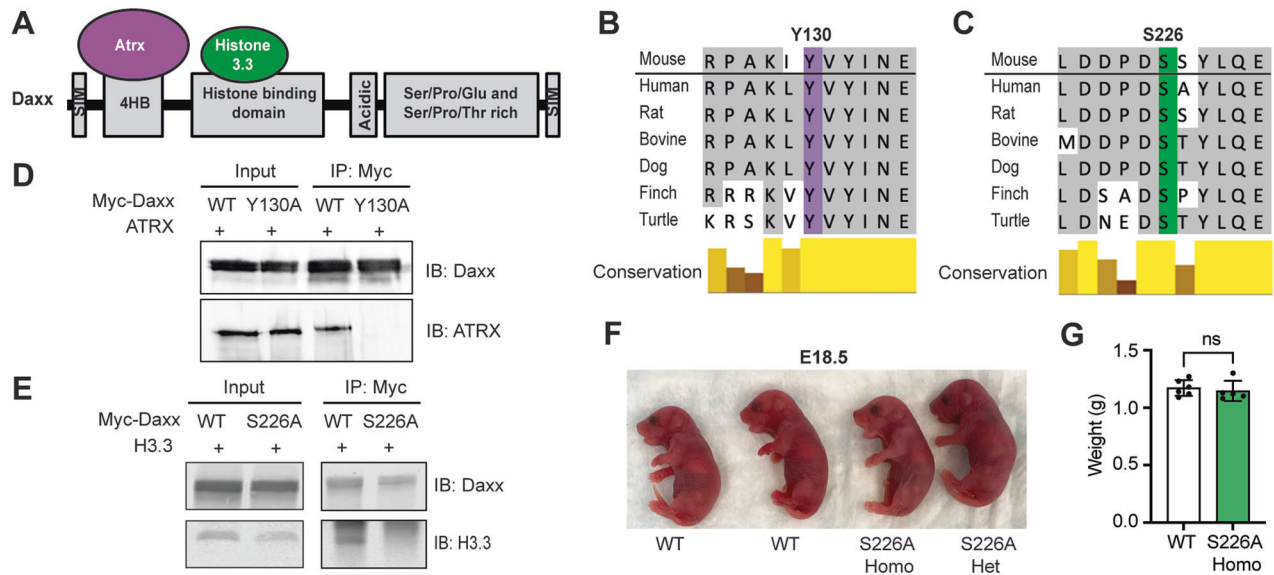 A
Atrx
Histone
3.3
Daxx
SIM
4HB
Histone binding
domain
Acidic
Ser/Pro/Glu and
Ser/Pro/Thr rich
SIM
B
Y130
Mouse R P A K I Y V Y I N E
Human R P A K L Y V Y I N E
Rat R P A K L Y V Y I N E
Bovine R P A K L Y V Y I N E
Dog R P A K L Y V Y I N E
Finch R R R K V Y V Y I N E
Turtle K R S K V Y V Y I N E
Conservation
C
S226
Mouse L D D P D S S Y L Q E
Human L D D P D S A Y L Q E
Rat L D D P D S S Y L Q E
Bovine M D D P D S T Y L Q E
Dog L D D P D S T Y L Q E
Finch L D S A D S P Y L Q E
Turtle L D N E D S T Y L Q E
Conservation
D
Input IP: Myc
Myc-Daxx WT Y130A WT Y130A
ATRX + + + +
IB: Daxx
IB: ATRX
E
Input IP: Myc
Myc-Daxx WT S226A WT S226A
H3.3 + + + +
IB: Daxx
IB: H3.3
F
E18.5
WT WT S226A S226A
Homo Het
G
ns
Weight (g)
1.5
1.0
0.5
0.0
WT S226A
Homo